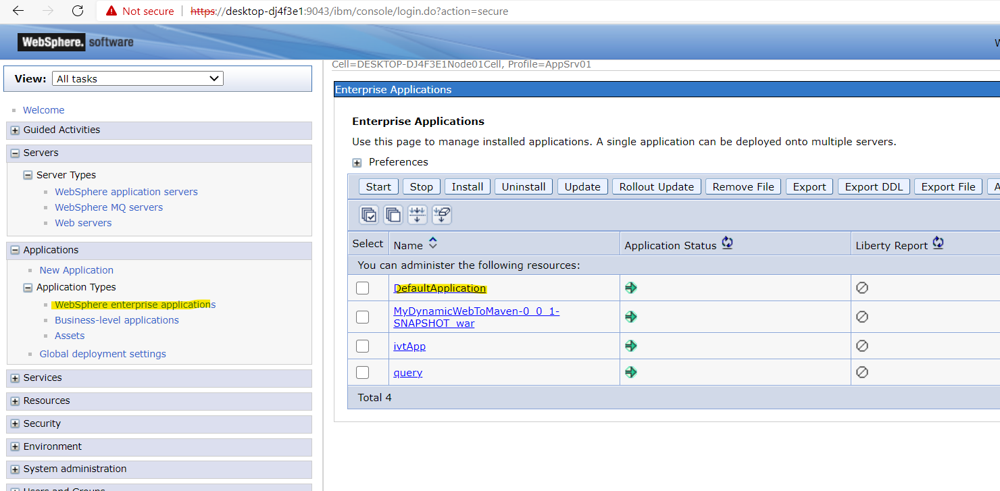 Not secure | https://desktop-dj4f3e1:9043/ibm/console/login.do?action=secure
WebSphere. software
View: All tasks
Welcome
Guided Activities
Servers
Server Types
WebSphere application servers
WebSphere MQ servers
Web servers
Applications
New Application
Application Types
WebSphere enterprise applications
Business-level applications
Assets
Global deployment settings
Services
Resources
Security
Environment
System administration
Users and Groups
Cell=DESKTOP-DJ4F3E1Node01Cell, Profile=AppSrv01
Enterprise Applications
Enterprise Applications
Use this page to manage installed applications. A single application can be deployed onto multiple servers.
Preferences
Start Stop Install Uninstall Update Rollout Update Remove File Export Export DDL Export File
Select Name Application Status Liberty Report
You can administer the following resources:
DefaultApplication
MyDynamicWebToMaven-0_0_1-
SNAPSHOT_war
ivtApp
query
Total 4